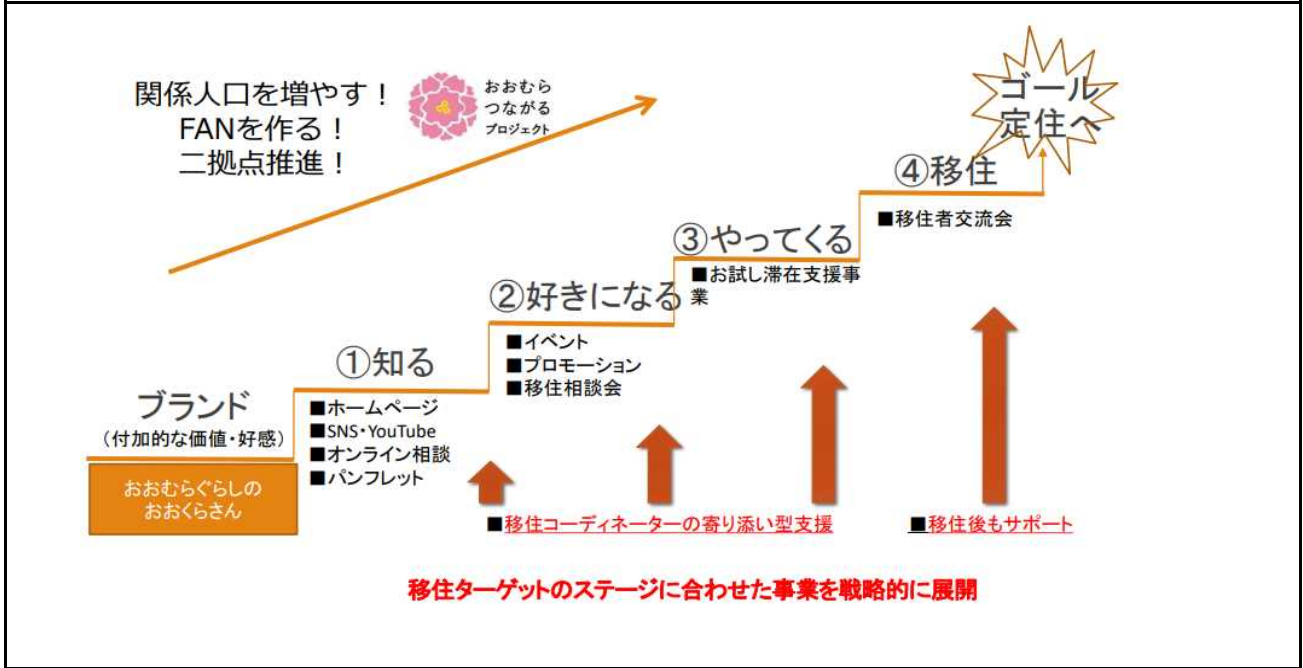 関係人口を増やす！
FANを作る！
二拠点推進！
おおむら
つながる
プロジェクト
ゴール
定住へ
④移住
■移住者交流会
③やってくる
■お試し滞在支援事
業
②好きになる
■イベント
■プロモーション
■移住相談会
①知る
■ホームページ
■SNS・YouTube
■オンライン相談
■パンフレット
ブランド
（付加的な価値・好感）
おおむらぐらしの
おおくらさん
■移住コーディネーターの寄り添い型支援
■移住後もサポート
移住ターゲットのステージに合わせた事業を戦略的に展開